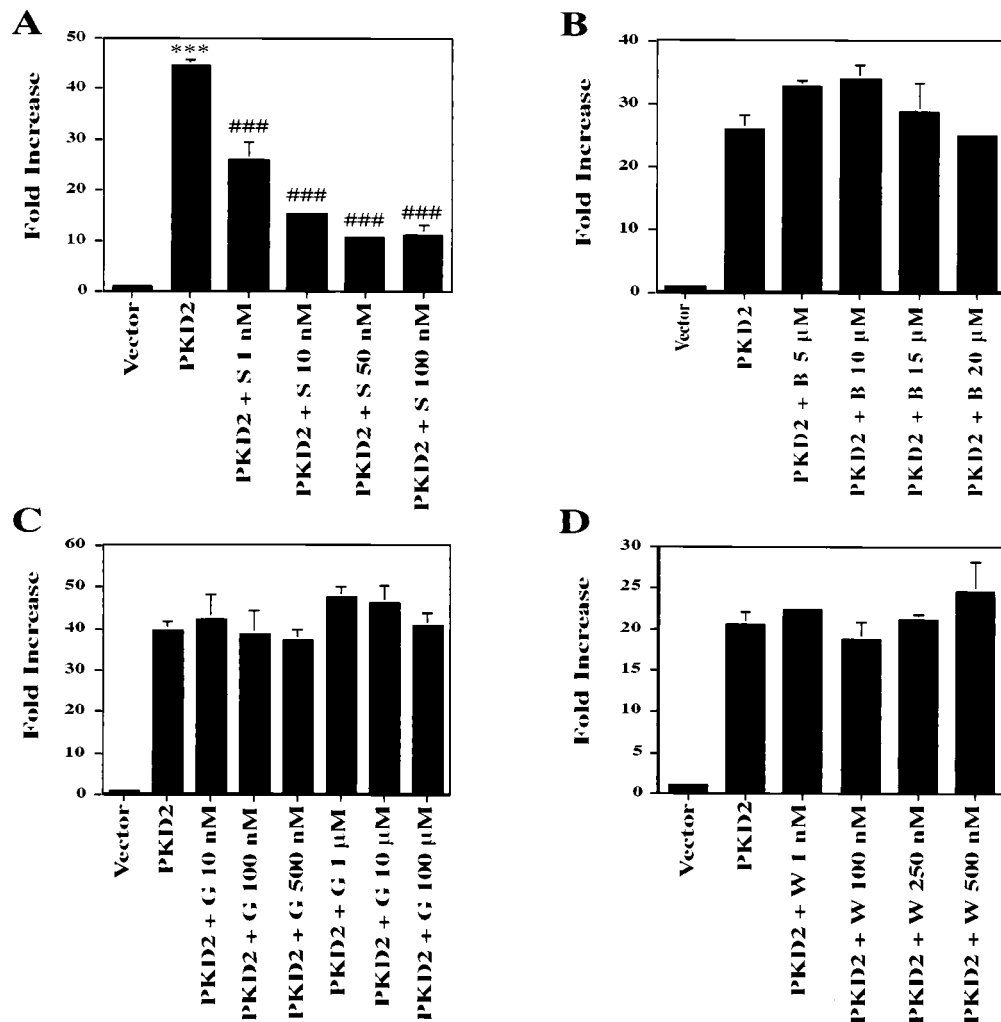 A
Fold Increase
50
40
30
20
10
0
***
###
###
###
###
Vector
PKD2
PKD2 + S 1 nM
PKD2 + S 10 nM
PKD2 + S 50 nM
PKD2 + S 100 nM
B
Fold Increase
40
30
20
10
0
Vector
PKD2
PKD2 + B 5 µM
PKD2 + B 10 µM
PKD2 + B 15 µM
PKD2 + B 20 µM
C
Fold Increase
60
50
40
30
20
10
0
Vector
PKD2
PKD2 + G 10 nM
PKD2 + G 100 nM
PKD2 + G 500 nM
PKD2 + G 1 µM
PKD2 + G 10 µM
PKD2 + G 100 µM
D
Fold Increase
30
25
20
15
10
5
0
Vector
PKD2
PKD2 + W 1 nM
PKD2 + W 100 nM
PKD2 + W 250 nM
PKD2 + W 500 nM